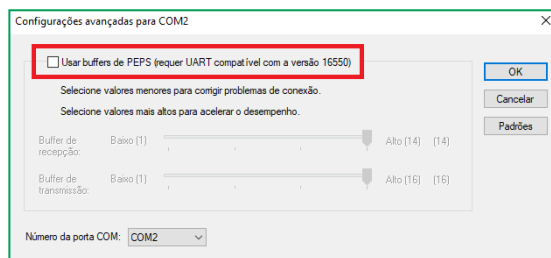 Configurações avançadas para COM2
Usar buffers de PEPS (requer UART compatível com a versão 16550)
OK
Selecione valores menores para corrigir problemas de conexão.
Cancelar
Selecione valores mais altos para acelerar o desempenho.
Padrões
Buffer de recepção: Baixo (1) Alto (14) (14)
Buffer de transmissão: Baixo (1) Alto (16) (16)
Número da porta COM: COM2